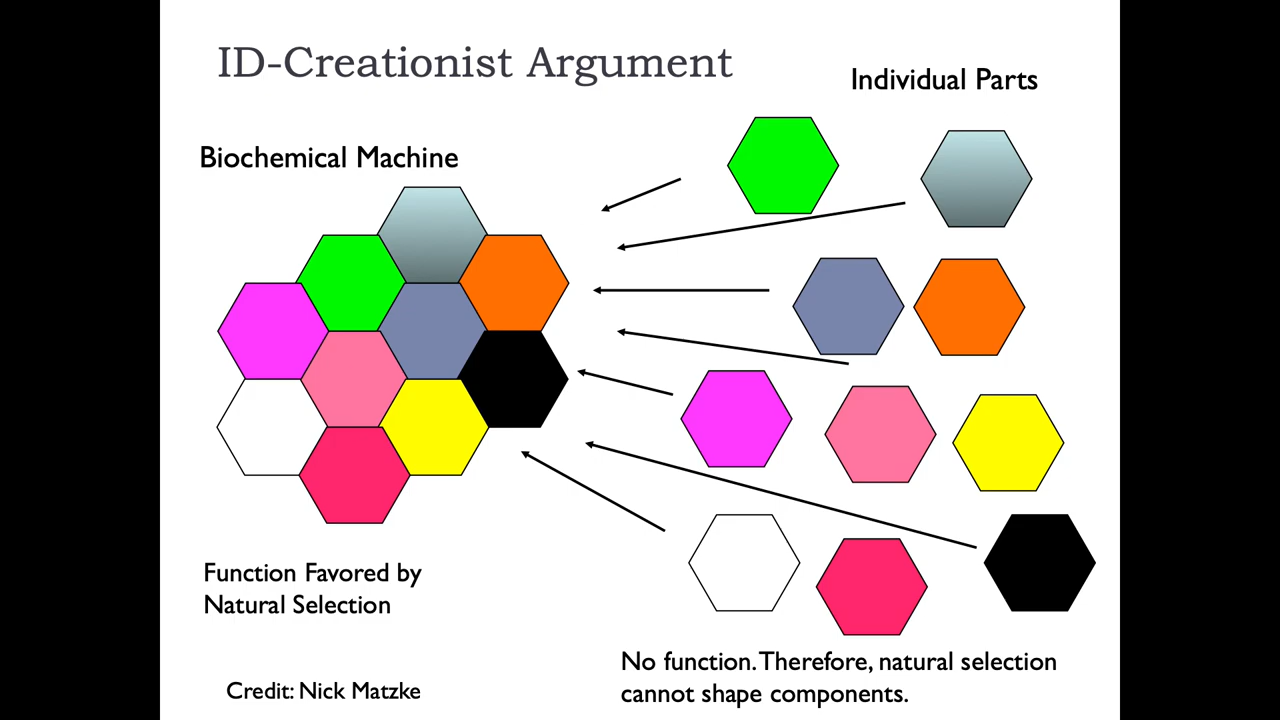 ID-Creationist Argument
Individual Parts
Biochemical Machine
Function Favored by
Natural Selection
No function. Therefore, natural selection
cannot shape components.
Credit: Nick Matzke